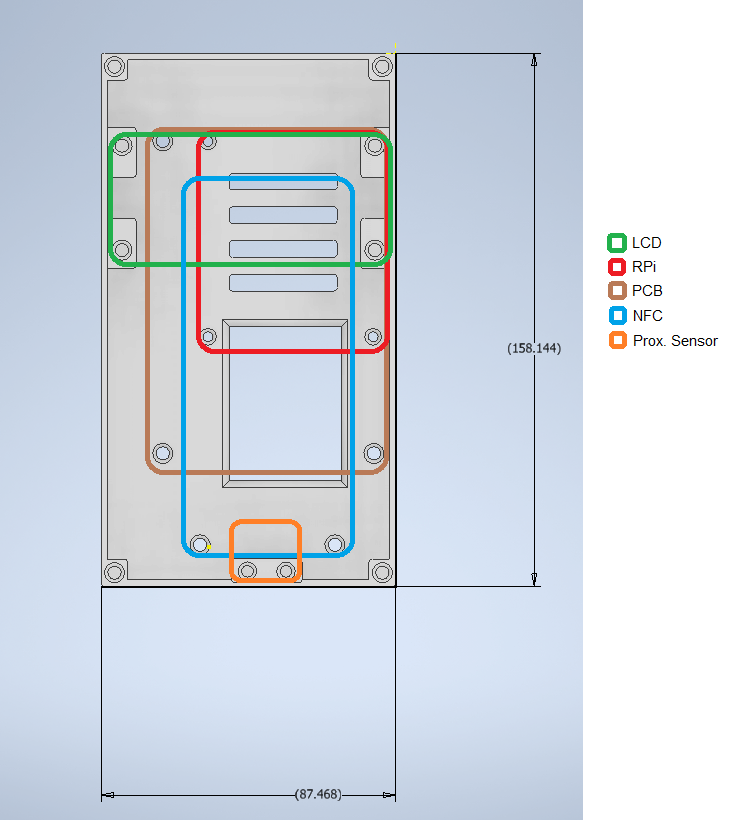 LCD
RPi
PCB
NFC
Prox. Sensor
(158.144)
(87.468)